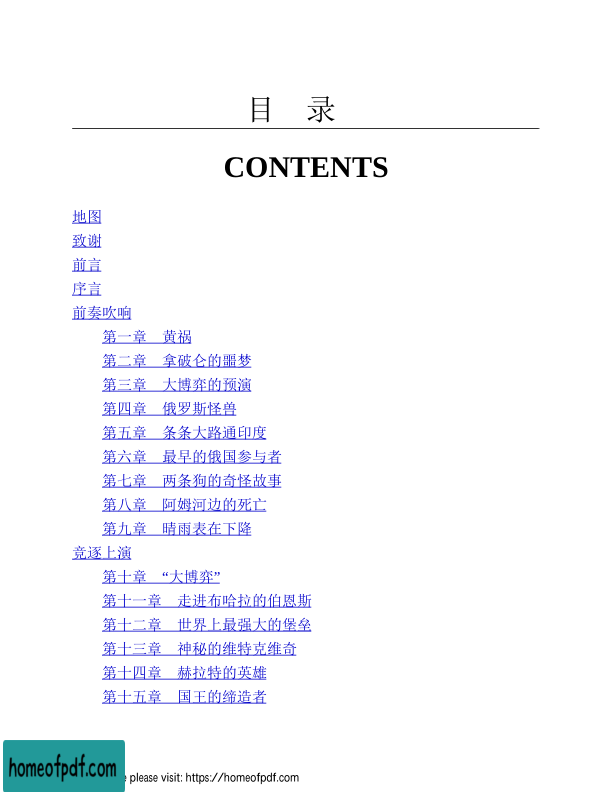 目 录
CONTENTS
地图
致谢
前言
序言
前奏吹响
第一章 黄祸
第二章 拿破仑的噩梦
第三章 大博弈的预演
第四章 俄罗斯怪兽
第五章 条条大路通印度
第六章 最早的俄国参与者
第七章 两条狗的奇怪故事
第八章 阿姆河边的死亡
第九章 晴雨表在下降
竞逐上演
第十章 “大博弈”
第十一章 走进布哈拉的伯恩斯
第十二章 世界上最强大的堡垒
第十三章 神秘的维特克维奇
第十四章 赫拉特的英雄
第十五章 国王的缔造者
homeofpdf.com
please visit: https://homeofpdf.com